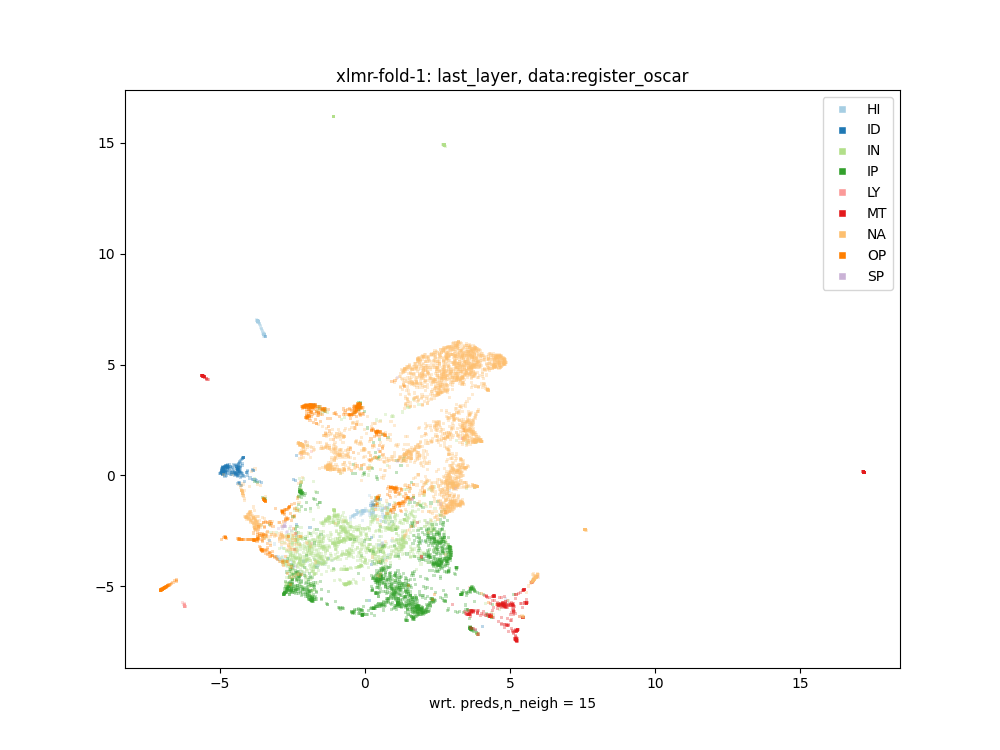 xlmr-fold-1: last_layer, data:register_oscar
HI
ID
IN
IP
LY
MT
NA
OP
SP
15
10
5
0
−5
−5
0
5
10
15
wrt. preds,n_neigh = 15